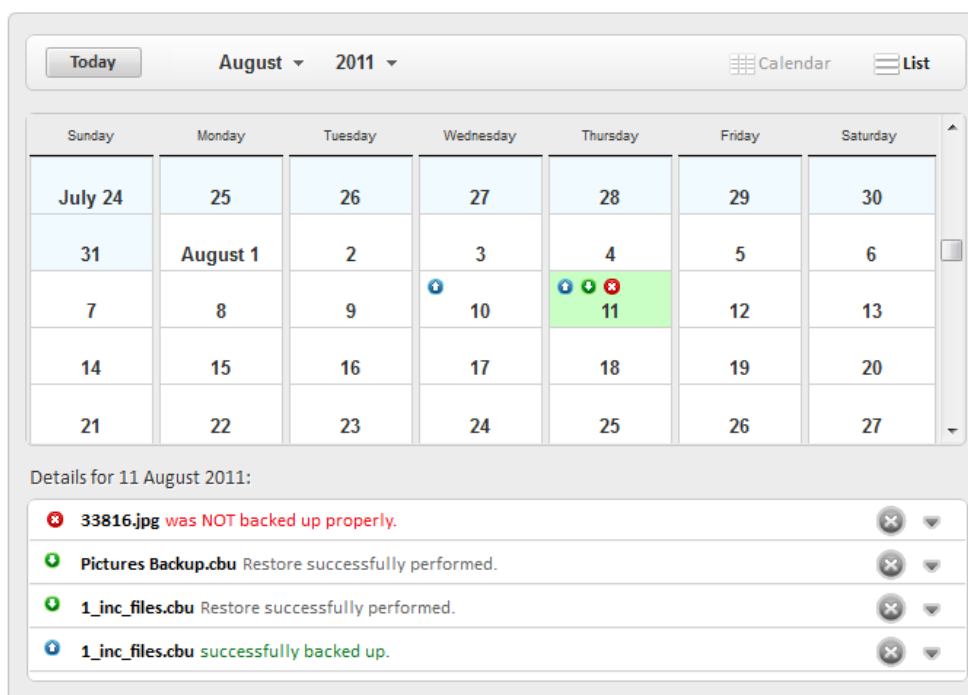 Today August 2011 Calendar List
Sunday Monday Tuesday Wednesday Thursday Friday Saturday
July 24 25 26 27 28 29 30
31 August 1 2 3 4 5 6
7 8 9 10 11 12 13
14 15 16 17 18 19 20
21 22 23 24 25 26 27
Details for 11 August 2011:
33816.jpg was NOT backed up properly.
Pictures Backup.cbu Restore successfully performed.
1_inc_files.cbu Restore successfully performed.
1_inc_files.cbu successfully backed up.